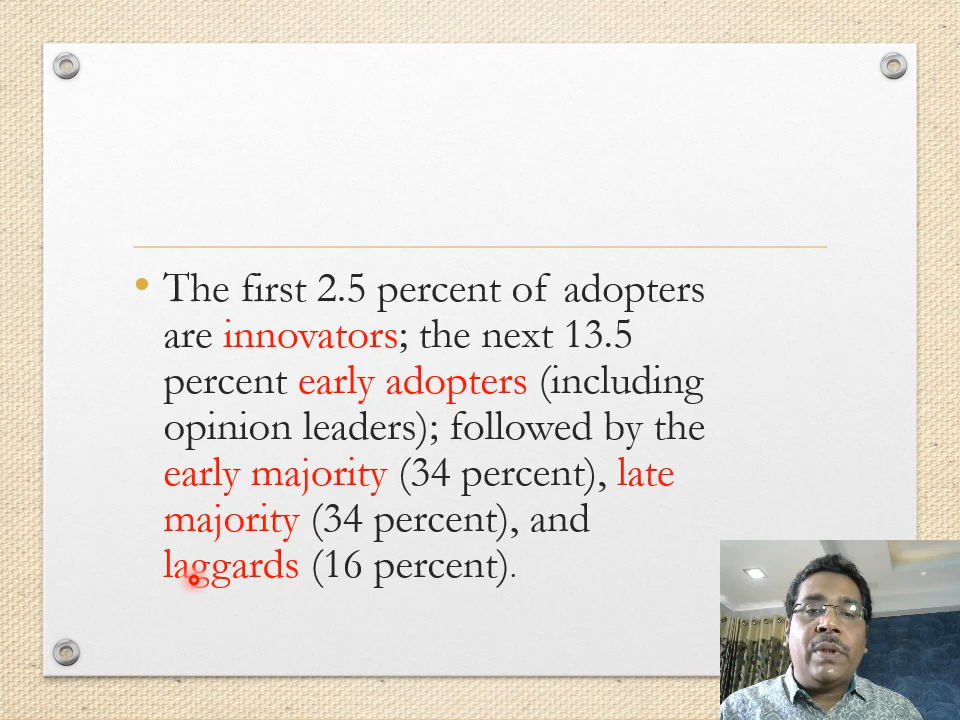 • The first 2.5 percent of adopters
are innovators; the next 13.5
percent early adopters (including
opinion leaders); followed by the
early majority (34 percent), late
majority (34 percent), and
laggards (16 percent).